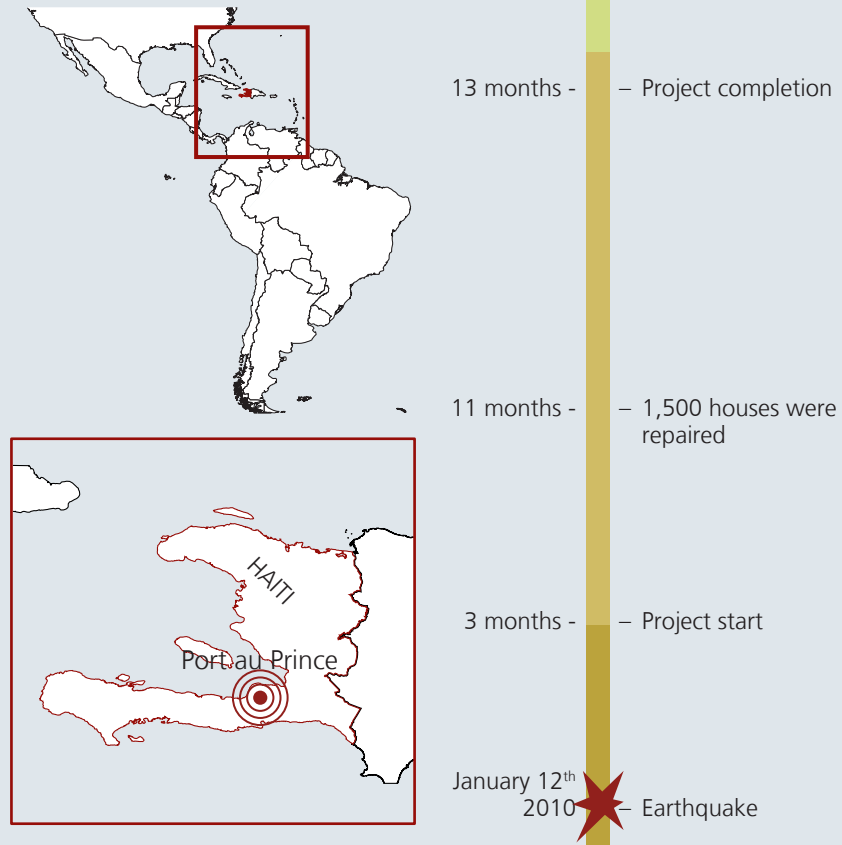 13 months - – Project completion
11 months - – 1,500 houses were
repaired
HAITI
3 months - – Project start
Port au Prince
January 12th
2010 – Earthquake